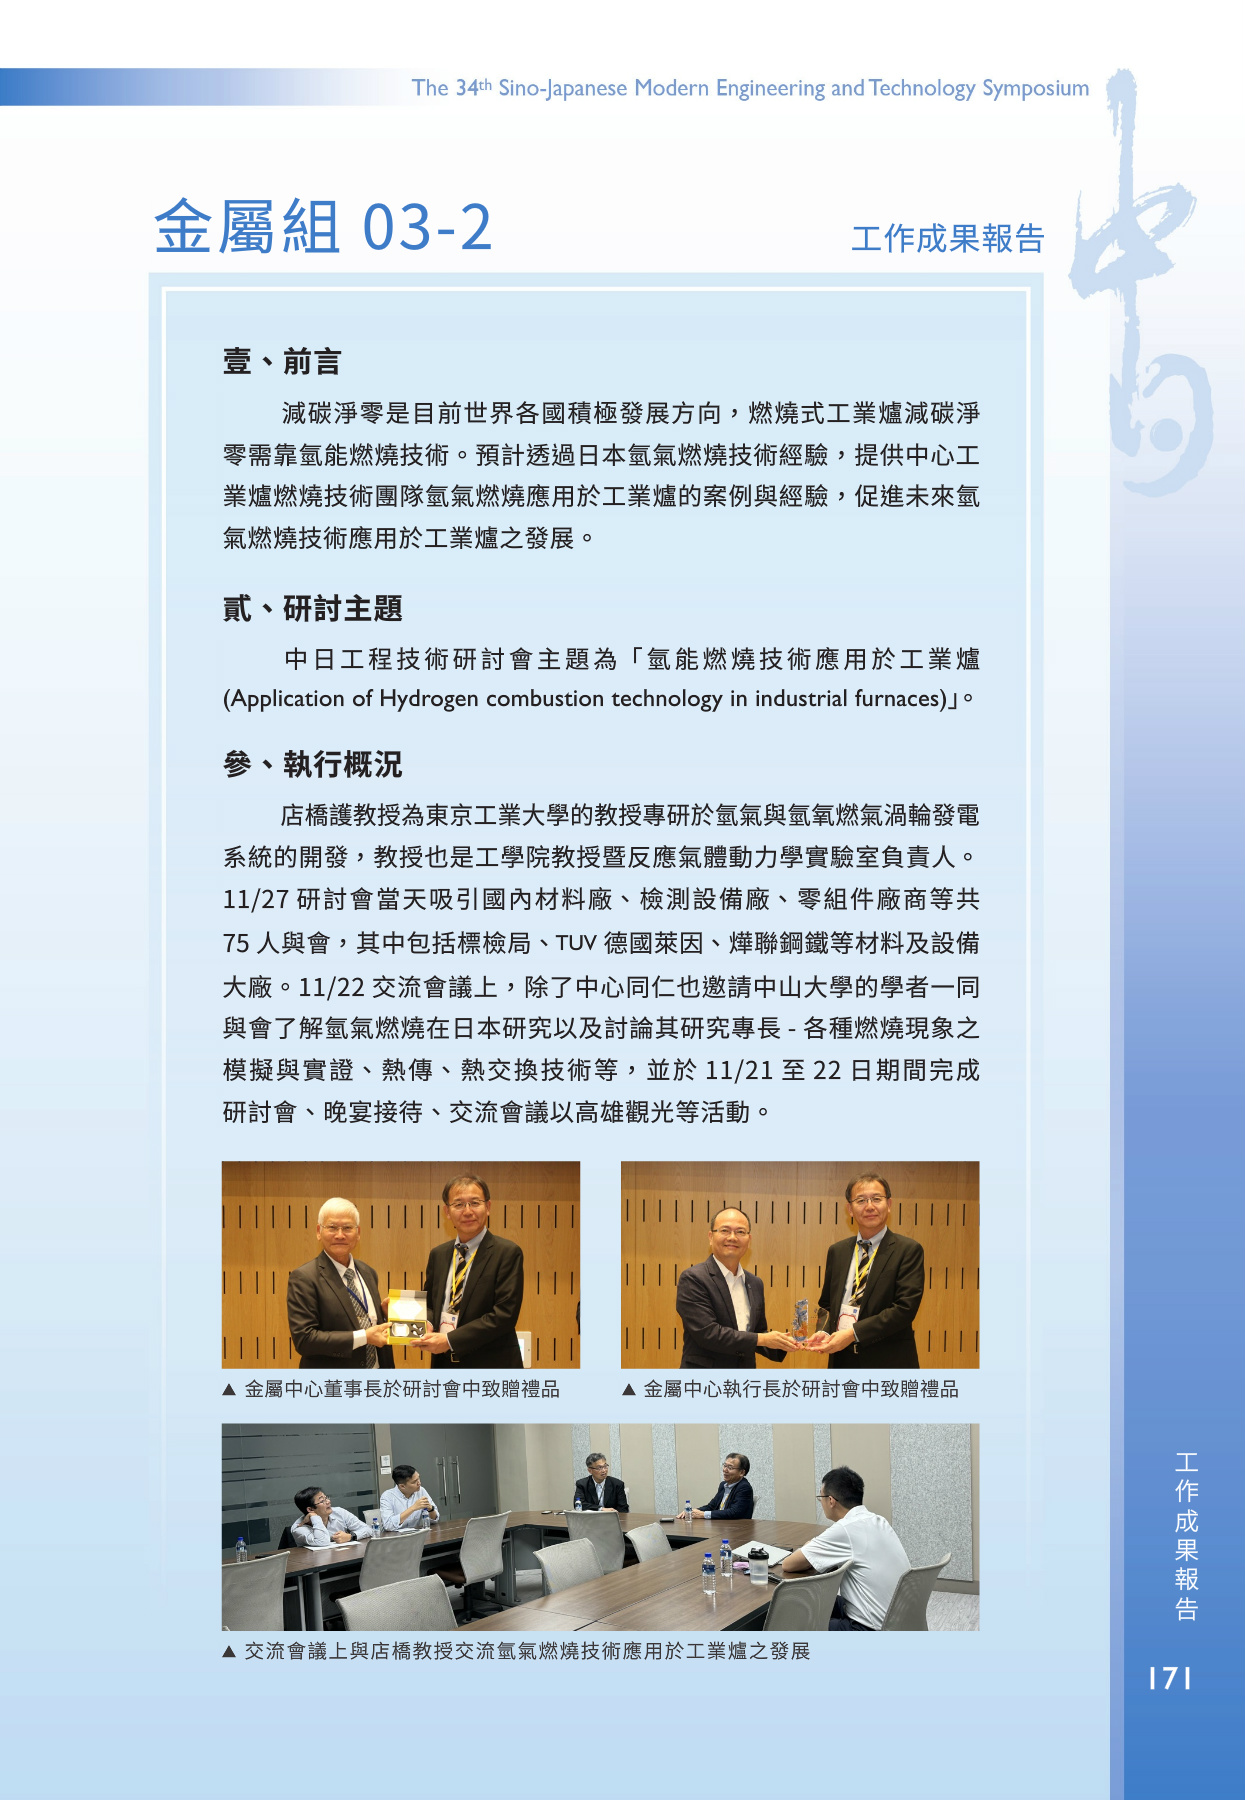 The 34th Sino-Japanese Modern Engineering and Technology Symposium
金屬組 03-2
工作成果報告
壹、前言
減碳淨零是目前世界各國積極發展方向，燃燒式工業爐減碳淨
零需靠氫能燃燒技術。預計透過日本氫氣燃燒技術經驗，提供中心工
業爐燃燒技術團隊氫氣燃燒應用於工業爐的案例與經驗，促進未來氫
氣燃燒技術應用於工業爐之發展。
貳、研討主題
中日工程技術研討會主題為「氫能燃燒技術應用於工業爐
(Application of Hydrogen combustion technology in industrial furnaces)」。
參、執行概況
店橋護教授為東京工業大學的教授專研於氫氣與氫氧燃氣渦輪發電
系統的開發，教授也是工學院教授暨反應氣體動力學實驗室負責人。
11/27 研討會當天吸引國內材料廠、檢測設備廠、零組件廠商等共
75 人與會，其中包括標檢局、TUV 德國萊因、燁聯鋼鐵等材料及設備
大廠。11/22 交流會議上，除了中心同仁也邀請中山大學的學者一同
與會了解氫氣燃燒在日本研究以及討論其研究專長 - 各種燃燒現象之
模擬與實證、熱傳、熱交換技術等，並於 11/21 至 22 日期間完成
研討會、晚宴接待、交流會議以高雄觀光等活動。
▲ 金屬中心董事長於研討會中致贈禮品
▲ 金屬中心執行長於研討會中致贈禮品
▲ 交流會議上與店橋教授交流氫氣燃燒技術應用於工業爐之發展
中日
工作成果報告
171